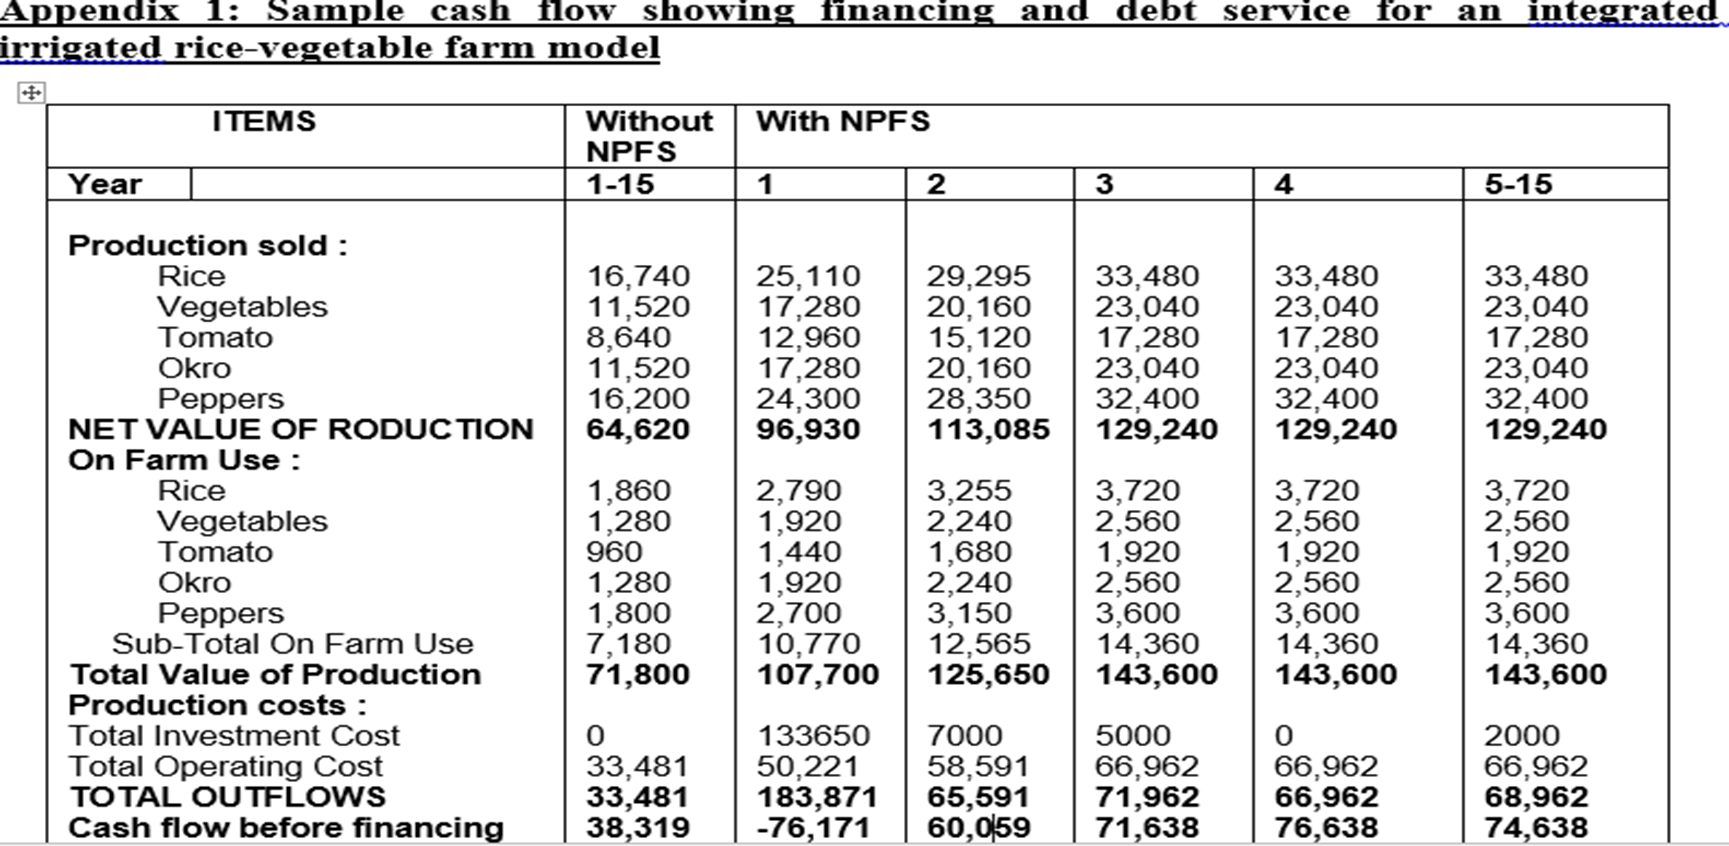 Appendix 1: Sample cash flow showing financing and debt service for an integrated
irrigated rice-vegetable farm model
ITEMS Without NPFS With NPFS
Year 1-15 1 2 3 4 5-15
Production sold :
Rice 16,740 25,110 29,295 33,480 33,480 33,480
Vegetables 11,520 17,280 20,160 23,040 23,040 23,040
Tomato 8,640 12,960 15,120 17,280 17,280 17,280
Okro 11,520 17,280 20,160 23,040 23,040 23,040
Peppers 16,200 24,300 28,350 32,400 32,400 32,400
NET VALUE OF RODUCTION 64,620 96,930 113,085 129,240 129,240 129,240
On Farm Use :
Rice 1,860 2,790 3,255 3,720 3,720 3,720
Vegetables 1,280 1,920 2,240 2,560 2,560 2,560
Tomato 960 1,440 1,680 1,920 1,920 1,920
Okro 1,280 1,920 2,240 2,560 2,560 2,560
Peppers 1,800 2,700 3,150 3,600 3,600 3,600
Sub-Total On Farm Use 7,180 10,770 12,565 14,360 14,360 14,360
Total Value of Production 71,800 107,700 125,650 143,600 143,600 143,600
Production costs :
Total Investment Cost 0 133650 7000 5000 0 2000
Total Operating Cost 33,481 50,221 58,591 66,962 66,962 66,962
TOTAL OUTFLOWS 33,481 183,871 65,591 71,962 66,962 68,962
Cash flow before financing 38,319 -76,171 60,059 71,638 76,638 74,638